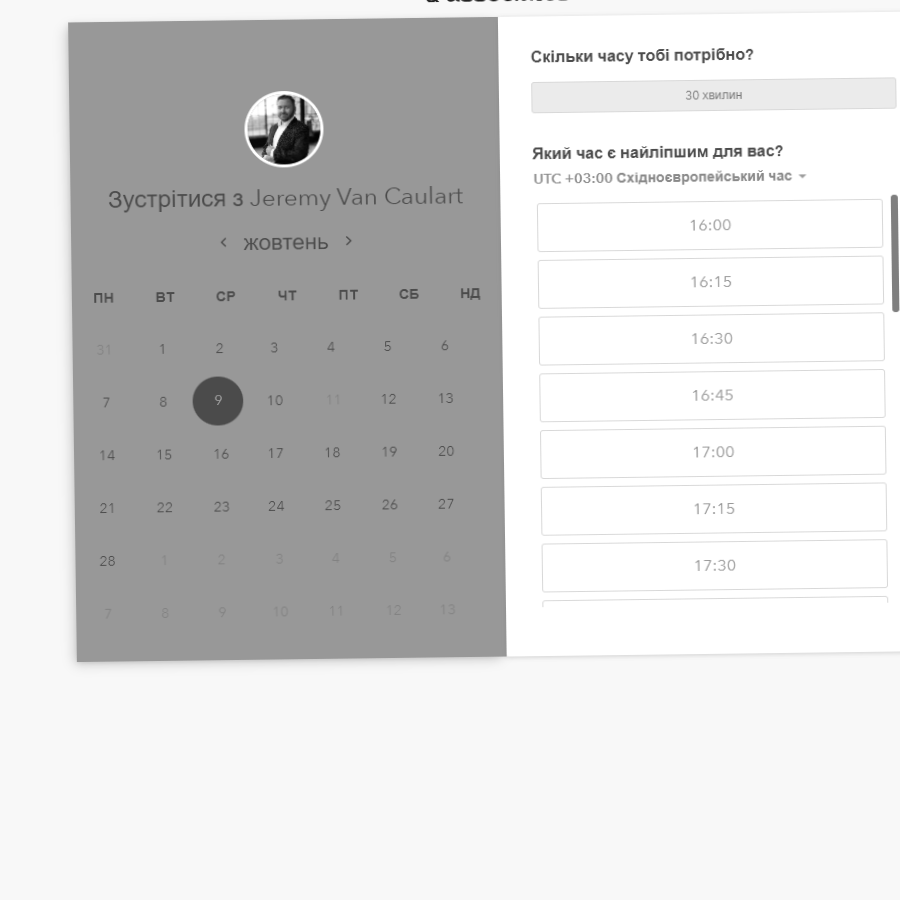 Скільки часу тобі потрібно?
30 хвилин
Який час є найліпшим для вас?
UTC +03:00 Східноєвропейський час
16:00
16:15
16:30
16:45
17:00
17:15
17:30
Зустрітися з Jeremy Van Caulart
‹ жовтень ›
ПН ВТ СР ЧТ ПТ СБ НД
31 1 2 3 4 5 6
7 8 9 10 11 12 13
14 15 16 17 18 19 20
21 22 23 24 25 26 27
28 1 2 3 4 5 6
7 8 9 10 11 12 13